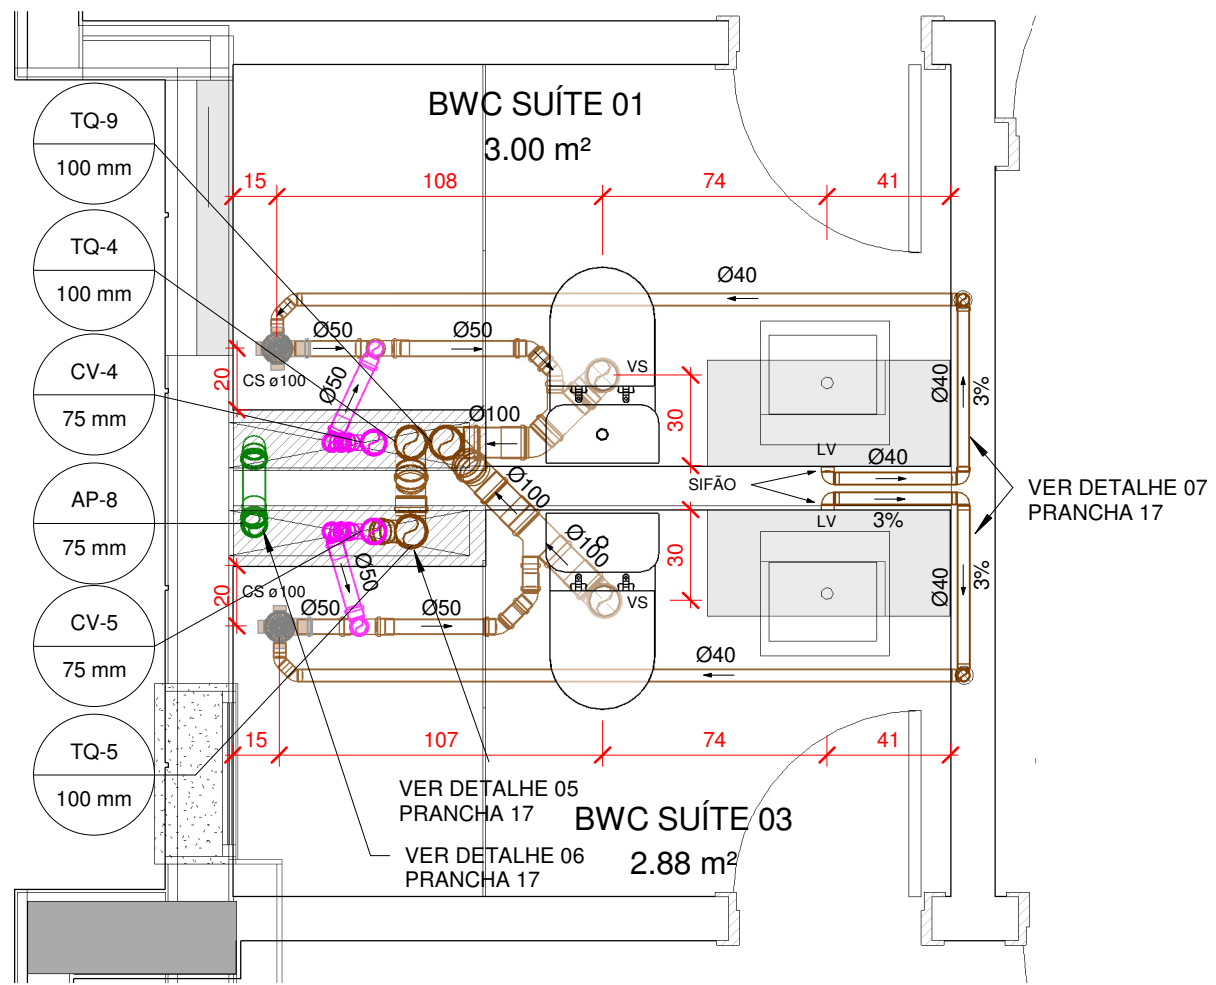 BWC SUÍTE 01
3.00 m²
TQ-9
100 mm
15
108
74
41
TQ-4
100 mm
Ø40
Ø50
Ø50
CV-4
75 mm
20
CS ø100
Ø50
VS
Ø40
3%
Ø100
30
LV
Ø40
SIFÃO
Ø100
VER DETALHE 07
PRANCHA 17
AP-8
75 mm
LV
3%
Ø100
30
Ø50
Ø40
3%
20
CS ø100
Ø50
Ø50
VS
CV-5
75 mm
Ø40
TQ-5
100 mm
15
107
74
41
VER DETALHE 05
PRANCHA 17
BWC SUÍTE 03
2.88 m²
VER DETALHE 06
PRANCHA 17